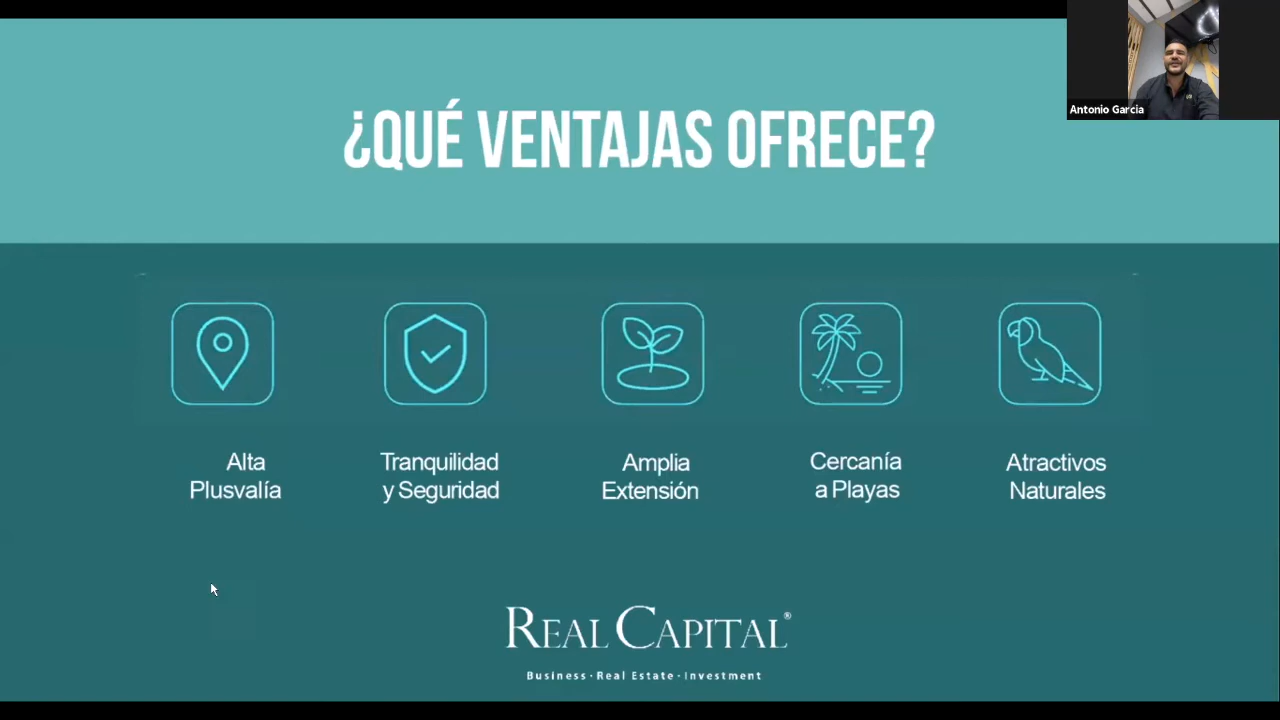 Antonio Garcia
¿QUÉ VENTAJAS OFRECE?
Alta
Plusvalía
Tranquilidad
y Seguridad
Amplia
Extensión
Cercanía
a Playas
Atractivos
Naturales
REAL CAPITAL®
Business · Real Estate · Investment